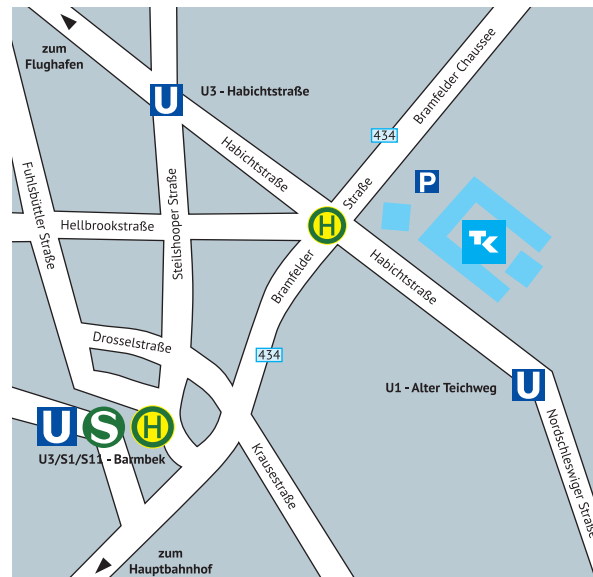 zum
Flughafen
U3 - Habichtstraße
Bramfelder Chaussee
434
Habichtstraße
P
Fuhlsbüttler Straße
Steilshooper Straße
Straße
Hellbrookstraße
H
TK
Habichtstraße
Bramfelder
Drosselstraße
434
U1 - Alter Teichweg
U
U
U S H
U3/S1/S11 - Barmbek
Krausestraße
Nordschleswiger Straße
zum
Hauptbahnhof